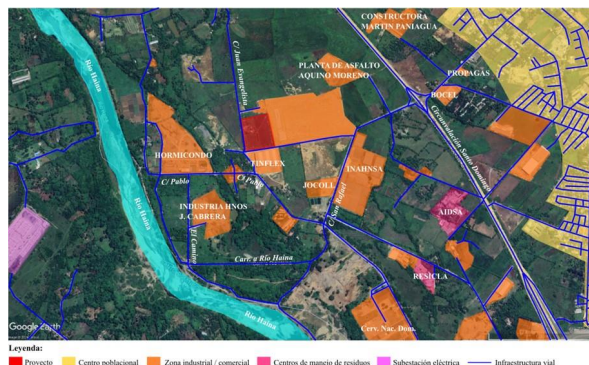 CONSTRUCTORA
MARTIN PANIAGUA
Río Haina
C/ Juan Evangelista
PLANTA DE ASFALTO
AQUINO MORENO
PROPAGAS
BOCEL
Circunvalación Santo Domingo
HORMICONDO
TINFLEX
C/ Pablo
C/ Pablo
JOCOLL
INAHNSA
C/ San Rafael
Río Haina
INDUSTRIA HNOS
J. CABRERA
El Camino
AIDSA
Carr. a Río Haina
RESICLA
Río Haina
Cerv. Nac. Dom.
Google Earth
Leyenda:
Proyecto Centro poblacional Zona industrial / comercial Centros de manejo de residuos Subestación eléctrica Infraestructura vial